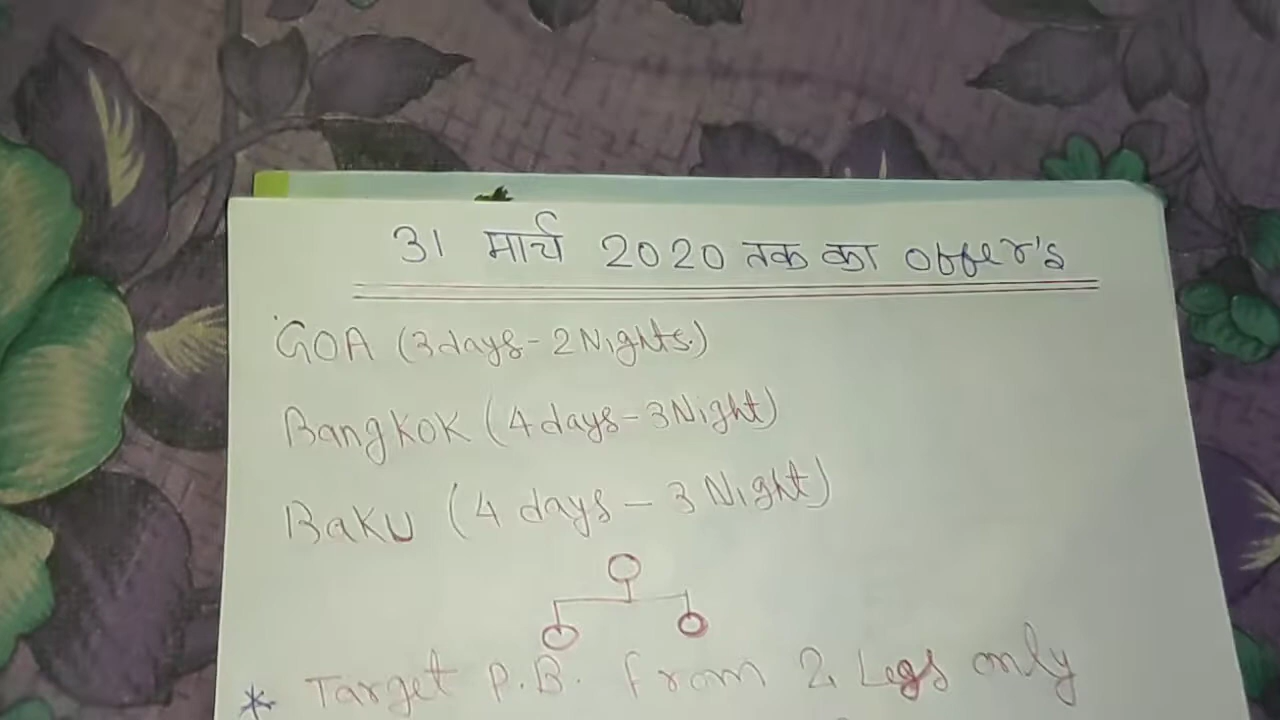 31 मार्च 2020 तक का offer's
GOA (3days-2Nights.)
Bangkok (4days-3Night)
Baku (4 days - 3 Night)
* Target P.B. from 2 Legs only